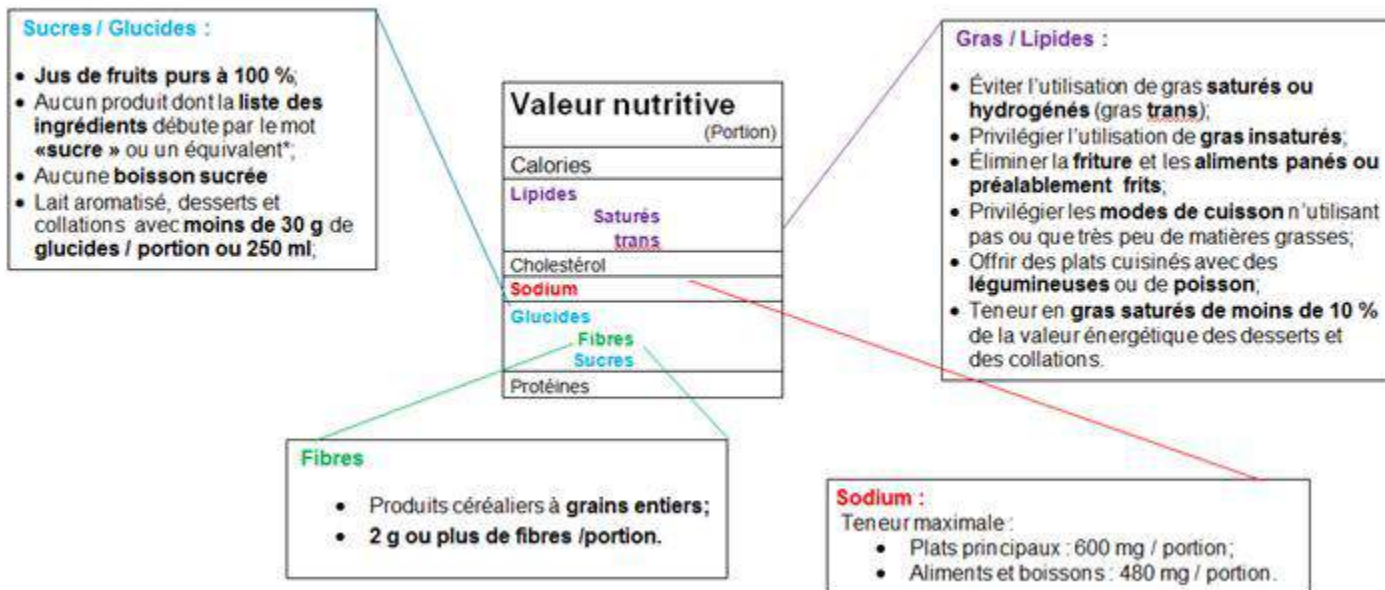 Sucres / Glucides :
• Jus de fruits purs à 100 %;
• Aucun produit dont la liste des
ingrédients débute par le mot
«sucre » ou un équivalent*;
• Aucune boisson sucrée
• Lait aromatisé, desserts et
collations avec moins de 30 g de
glucides / portion ou 250 ml;
Valeur nutritive
(Portion)
Calories
Lipides
Saturés
trans
Cholestérol
Sodium
Glucides
Fibres
Sucres
Protéines
Gras / Lipides :
• Éviter l'utilisation de gras saturés ou
hydrogénés (gras trans);
• Privilégier l'utilisation de gras insaturés;
• Éliminer la friture et les aliments panés ou
préalablement frits;
• Privilégier les modes de cuisson n'utilisant
pas ou que très peu de matières grasses;
• Offrir des plats cuisinés avec des
légumineuses ou de poisson;
• Teneur en gras saturés de moins de 10 %
de la valeur énergétique des desserts et
des collations.
Fibres
• Produits céréaliers à grains entiers;
• 2 g ou plus de fibres /portion.
Sodium :
Teneur maximale :
• Plats principaux : 600 mg / portion;
• Aliments et boissons : 480 mg / portion.